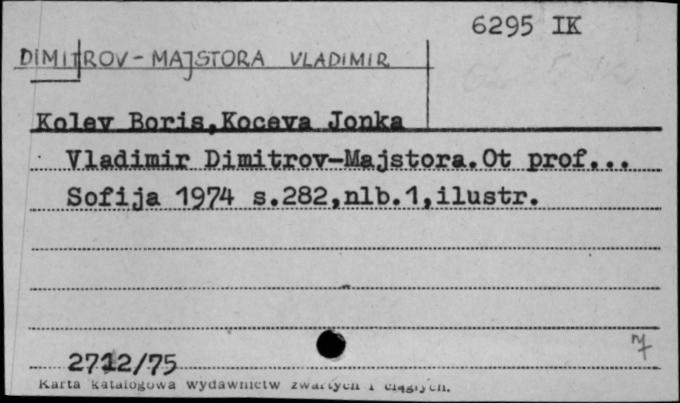 6295 IK
DIMITROV-MAJSTORA VLADIMIR
Kolev Boris,Koceva Jonka
Vladimir Dimitrov-Majstora.Ot prof...
Sofija 1974 s.282,nlb.1,ilustr.
2712/75
Karta katalogowa wydawnictw zwartych i ciągłych.